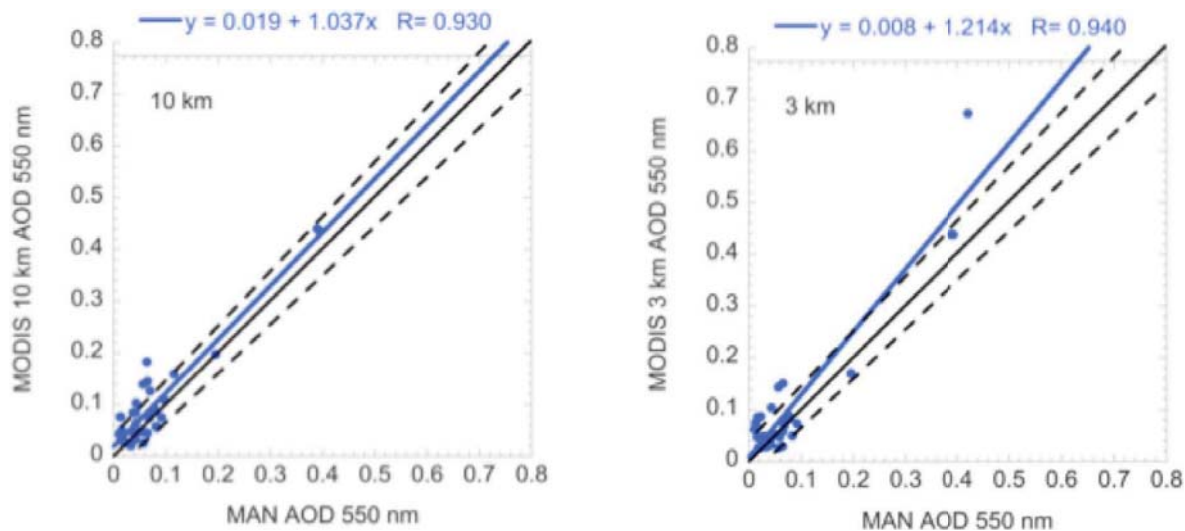 y = 0.019 + 1.037x R= 0.930
0.8
0.7
0.6
0.5
0.4
0.3
0.2
0.1
0
10 km
MODIS 10 km AOD 550 nm
0 0.1 0.2 0.3 0.4 0.5 0.6 0.7 0.8
MAN AOD 550 nm
y = 0.008 + 1.214x R= 0.940
0.8
0.7
0.6
0.5
0.4
0.3
0.2
0.1
0
3 km
MODIS 3 km AOD 550 nm
0 0.1 0.2 0.3 0.4 0.5 0.6 0.7 0.8
MAN AOD 550 nm